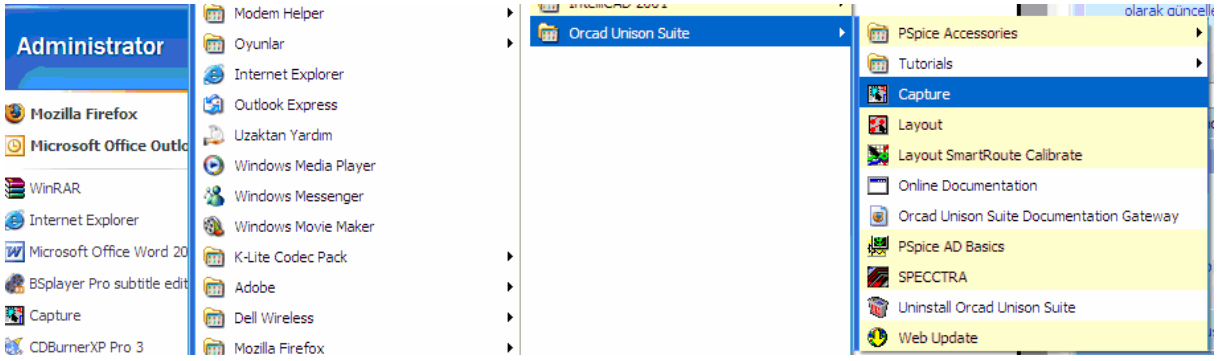 Administrator
Mozilla Firefox
Microsoft Office Outlo
WinRAR
Internet Explorer
Microsoft Office Word 20
BSplayer Pro subtitle edit
Capture
CDBurnerXP Pro 3
Modem Helper
Oyunlar
Internet Explorer
Outlook Express
Uzaktan Yardım
Windows Media Player
Windows Messenger
Windows Movie Maker
K-Lite Codec Pack
Adobe
Dell Wireless
Mozilla Firefox
IntelliCAD 2001
Orcad Unison Suite
PSpice Accessories
Tutorials
Capture
Layout
Layout SmartRoute Calibrate
Online Documentation
Orcad Unison Suite Documentation Gateway
PSpice AD Basics
SPECCTRA
Uninstall Orcad Unison Suite
Web Update
olarak güncelle